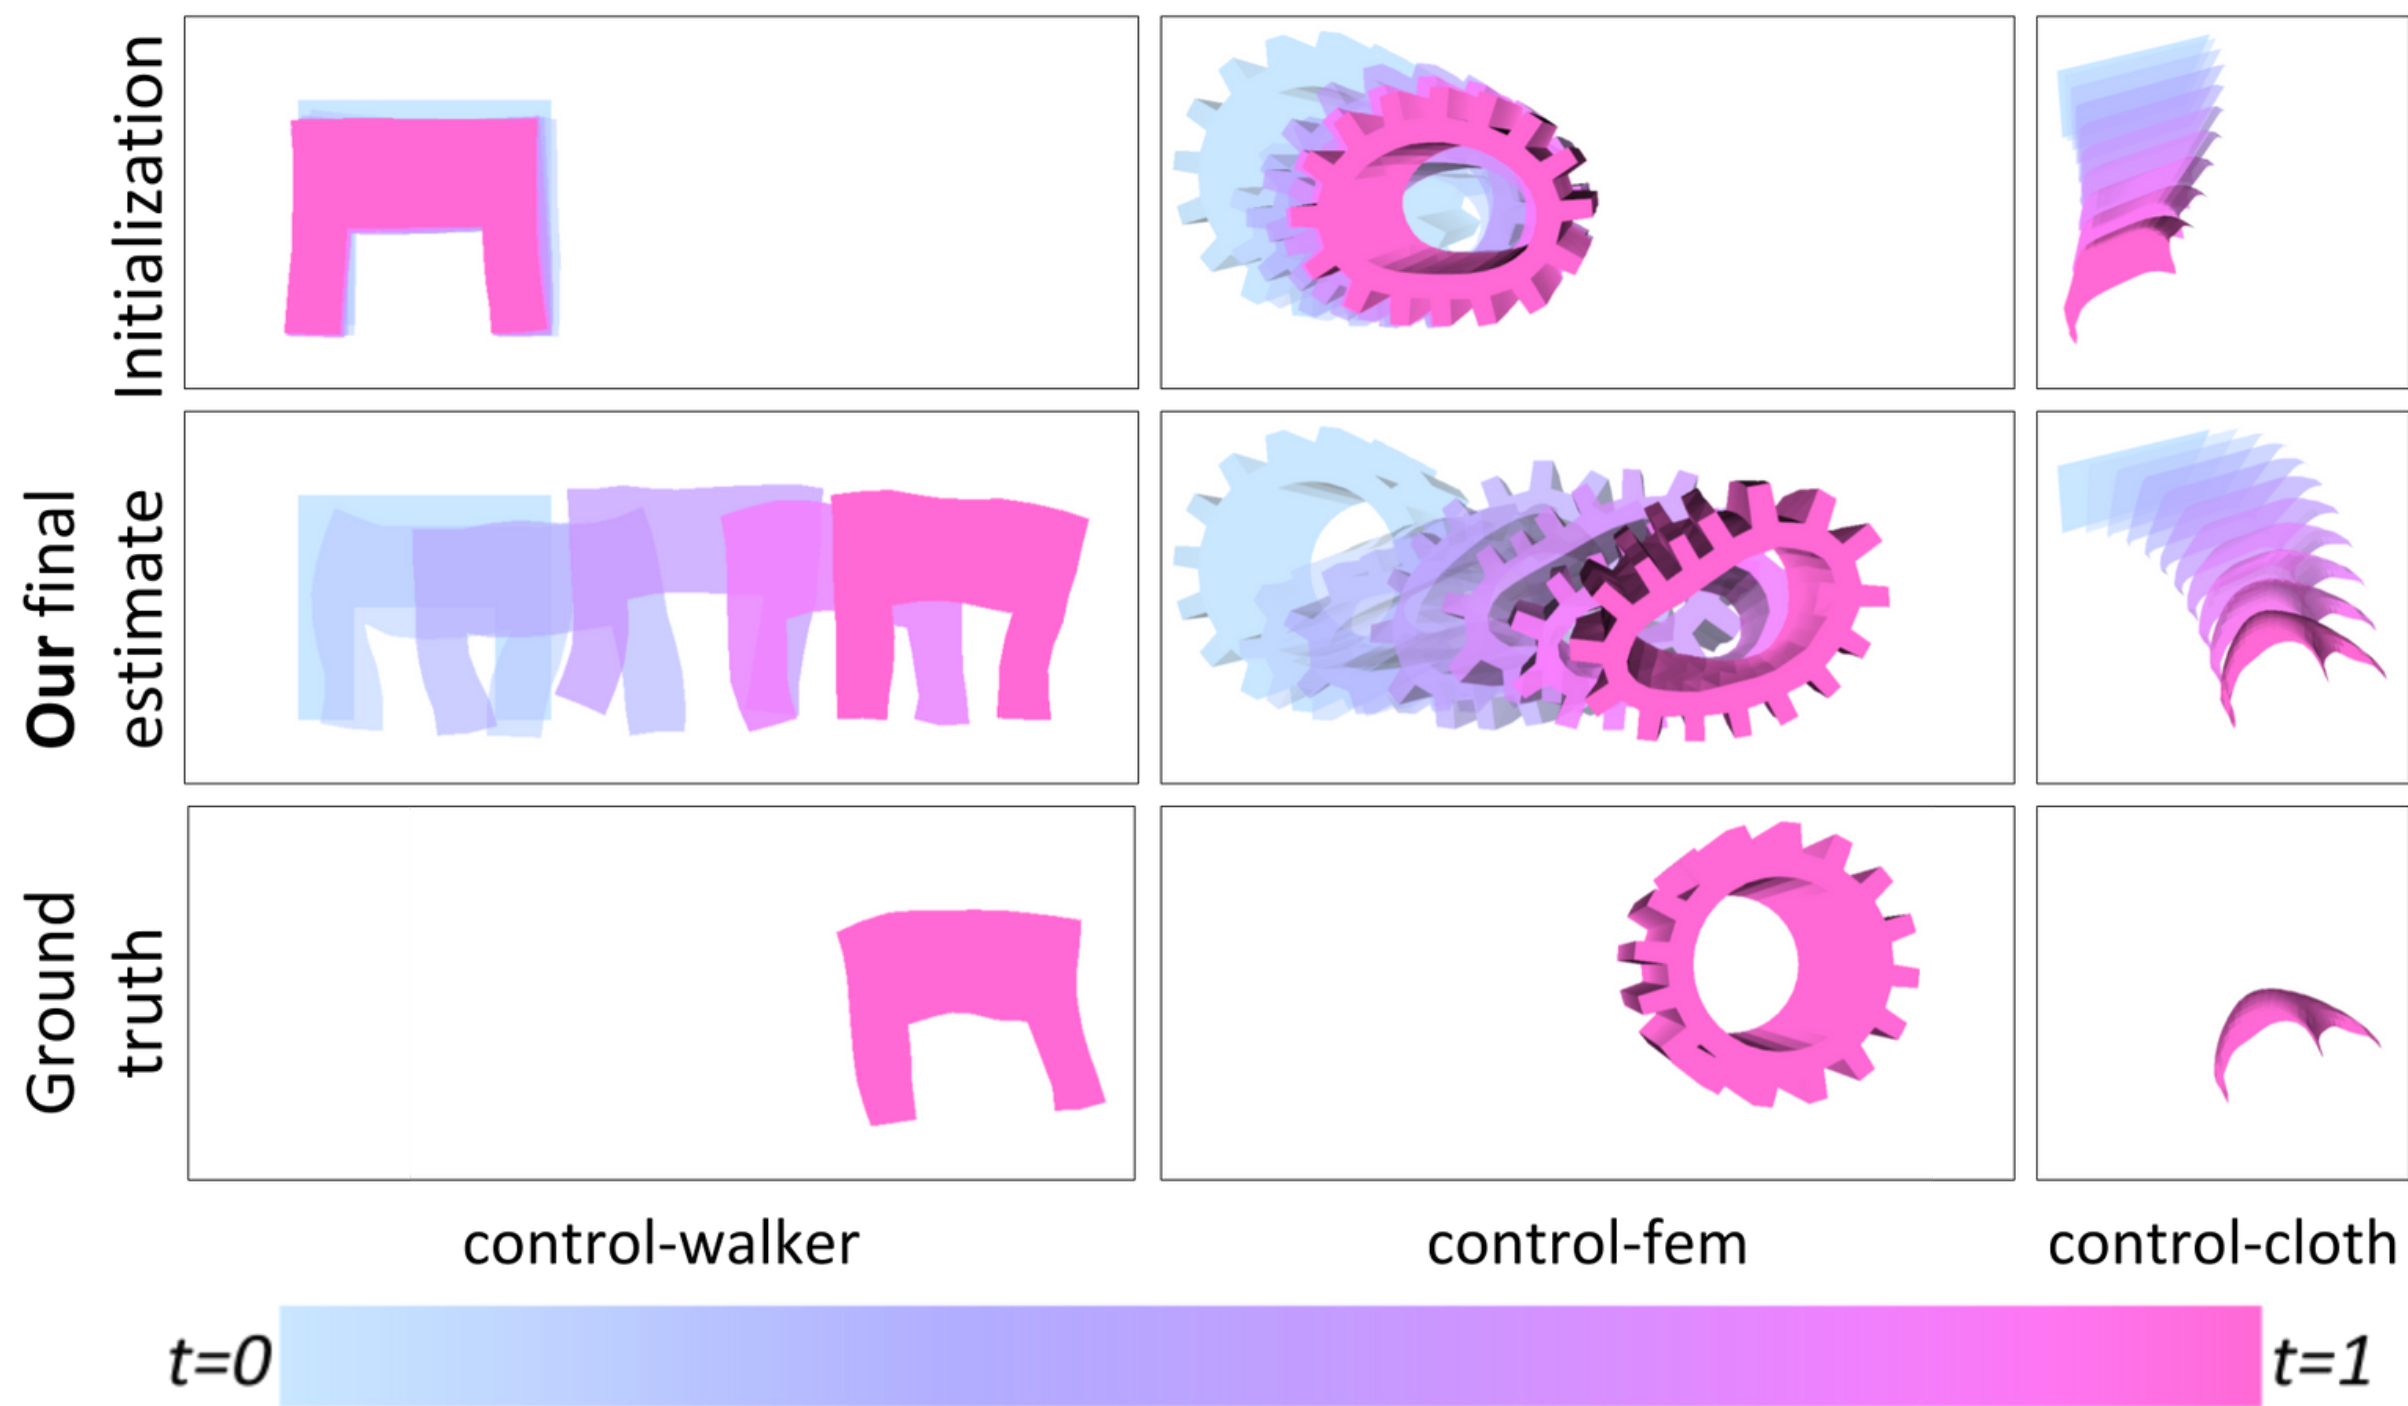 Initialization
Our final
estimate
Ground
truth
control-walker
control-fem
control-cloth
t=0
t=1